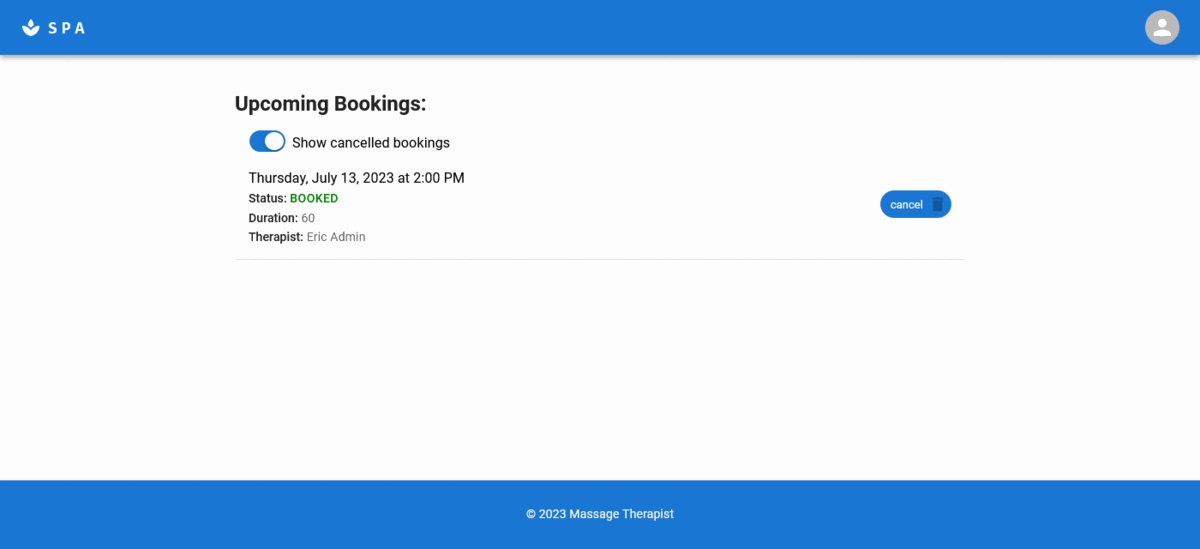 SPA
Upcoming Bookings:
Show cancelled bookings
Thursday, July 13, 2023 at 2:00 PM
Status: BOOKED
Duration: 60
Therapist: Eric Admin
cancel
© 2023 Massage Therapist